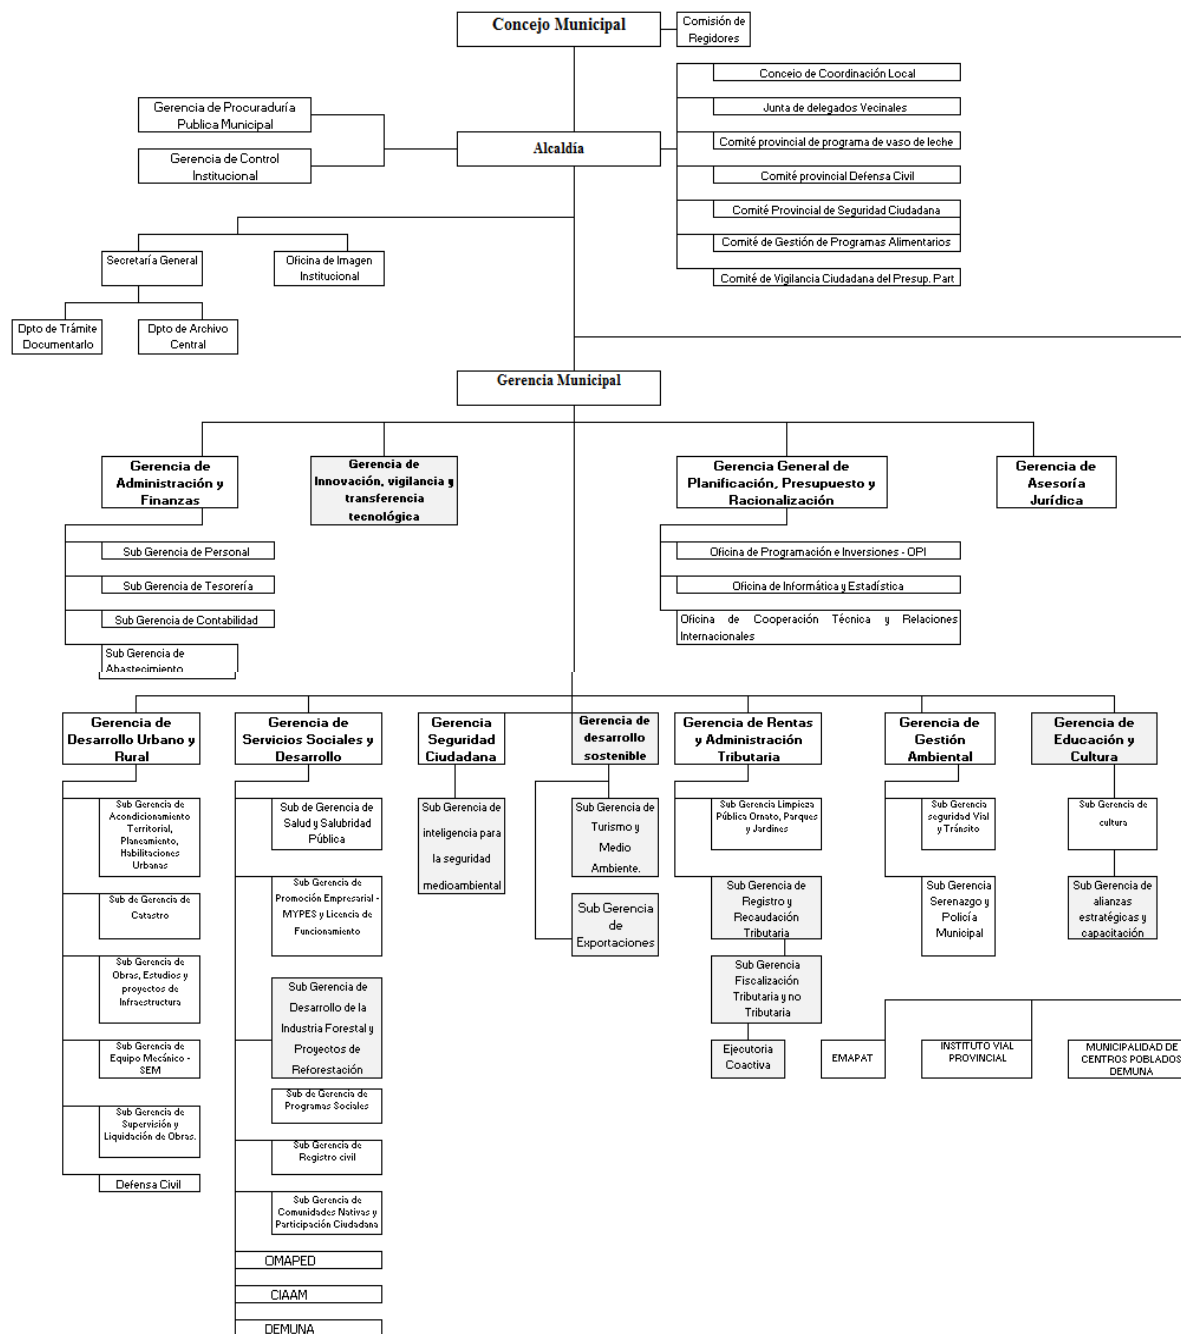 Concejo Municipal
Comisión de
Regidores
Conceio de Coordinación Local
Gerencia de Procuraduría
Publica Municipal
Junta de delegados Vecinales
Alcaldía
Comité provincial de programa de vaso de leche
Gerencia de Control
Institucional
Comité provincial Defensa Civil
Comité Provincial de Seguridad Ciudadana
Comité de Gestión de Programas Alimentarios
Comité de Vigilancia Ciudadana del Presup. Part
Secretaría General
Oficina de Imagen
Institucional
Dpto de Trámite
Documentarlo
Dpto de Archivo
Central
Gerencia Municipal
Gerencia de
Administración y
Finanzas
Gerencia de
Innovación, vigilancia y
transferencia
tecnológica
Gerencia General de
Planificación, Presupuesto y
Racionalización
Gerencia de
Asesoría
Jurídica
Sub Gerencia de Personal
Sub Gerencia de Tesorería
Sub Gerencia de Contabilidad
Sub Gerencia de
Abastecimiento
Oficina de Programación e Inversiones - OPI
Oficina de Informática y Estadística
Oficina de Cooperación Técnica y Relaciones
Internacionales
Gerencia de
Desarrollo Urbano y
Rural
Gerencia de
Servicios Sociales y
Desarrollo
Gerencia
Seguridad
Ciudadana
Gerencia de
desarrollo
sostenible
Gerencia de Rentas
y Administración
Tributaria
Gerencia de
Gestión
Ambiental
Gerencia de
Educación y
Cultura
Sub Gerencia de
Acondicionamiento
Territorial,
Planeamiento,
Habilitaciones
Urbanas
Sub de Gerencia de
Catastro
Sub Gerencia de
Obras, Estudios y
proyectos de
Infraestructura
Sub Gerencia de
Equipo Mecánico -
SEM
Sub Gerencia de
Supervisión y
Liquidación de Obras.
Defensa Civil
Sub de Gerencia de
Salud y Salubridad
Pública
Sub Gerencia de
Promoción Empresarial -
MYPES y Licencia de
Funcionamiento
Sub Gerencia de
Desarrollo de la
Industria Forestal y
Proyectos de
Reforestación
Sub de Gerencia de
Programas Sociales
Sub Gerencia de
Registro civil
Sub Gerencia de
Comunidades Nativas y
Participación Ciudadana
OMAPED
CIAAM
DEMUNA
Sub Gerencia de
inteligencia para
la seguridad
medioambiental
Sub Gerencia de
Turismo y
Medio
Ambiente.
Sub Gerencia
de
Exportaciones
Sub Gerencia Limpieza
Pública Ornato, Parques
y Jardines
Sub Gerencia de
Registro y
Recaudación
Tributaria
Sub Gerencia
Fiscalización
Tributaria y no
Tributaria
Ejecutoria
Coactiva
Sub Gerencia
seguridad Vial y
Tránsito
Sub Gerencia
Serenazgo y
Policía
Municipal
Sub Gerencia de
cultura
Sub Gerencia de
alianzas
estratégicas y
capacitación
EMAPAT
INSTITUTO VIAL
PROVINCIAL
MUNICIPALIDAD DE
CENTROS POBLADOS
DEMUNA